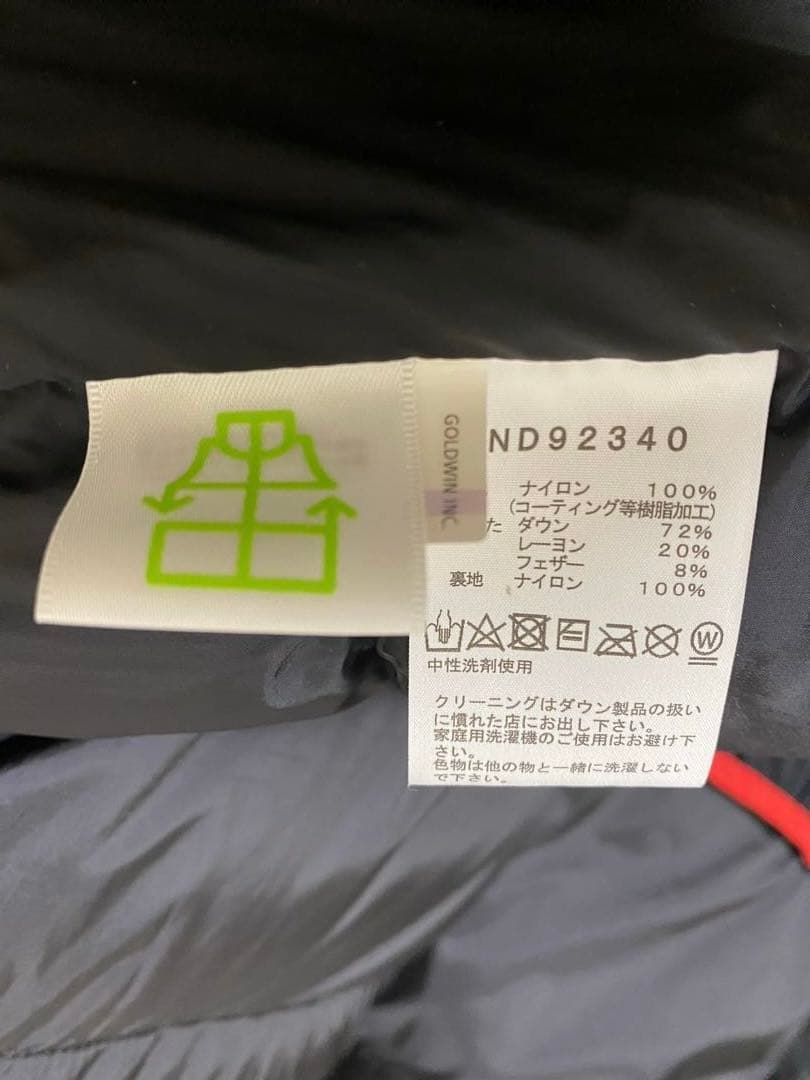 GOLDWIN INC.
ND92340
ナイロン 100%
(コーティング等樹脂加工)
た ダウン 72%
レーヨン 20%
フェザー 8%
裏地 ナイロン 100%
W
中性洗剤使用
クリーニングはダウン製品の扱い
に慣れた店にお出し下さい。
家庭用洗濯機のご使用はお避け下
さい。
色物は他の物と一緒に洗濯しない
で下さい。